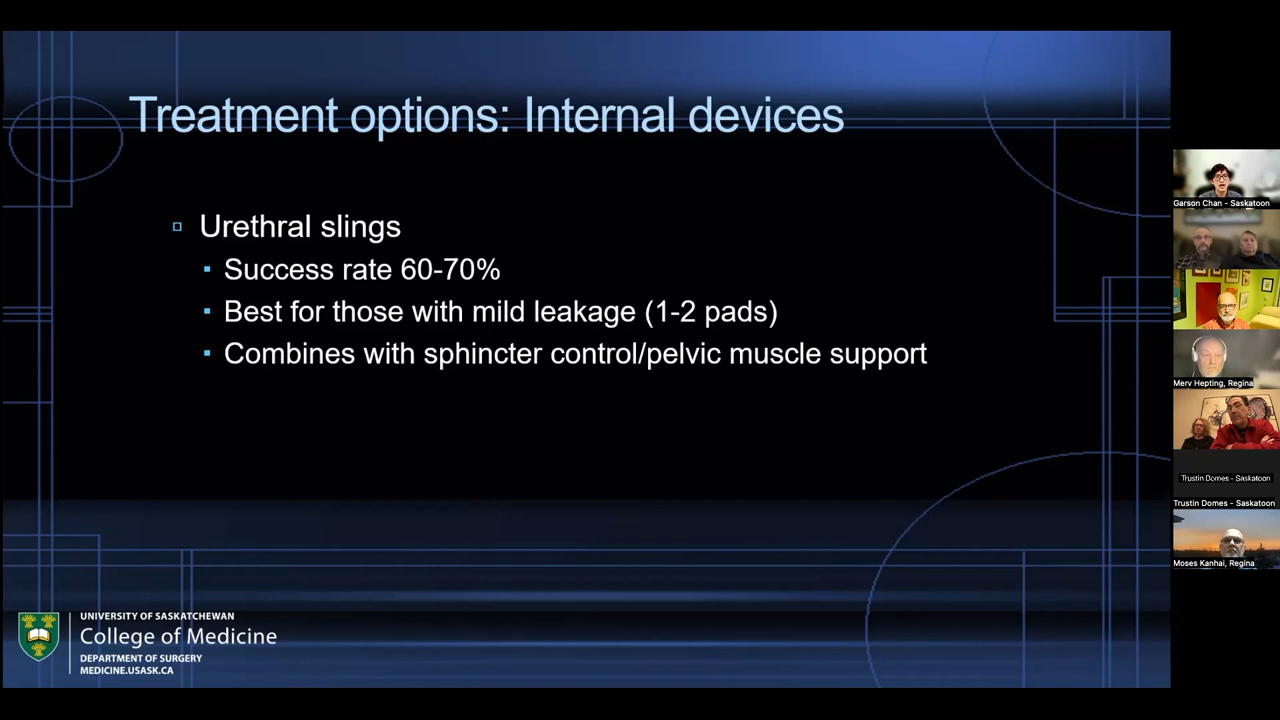 Treatment options: Internal devices
Urethral slings
Success rate 60-70%
Best for those with mild leakage (1-2 pads)
Combines with sphincter control/pelvic muscle support
UNIVERSITY OF SASKATCHEWAN
College of Medicine
DEPARTMENT OF SURGERY
MEDICINE.USASK.CA
Garson Chan - Saskatoon
Merv Hepting, Regina
Trustin Domes - Saskatoon
Trustin Domes - Saskatoon
Moses Kanhai, Regina